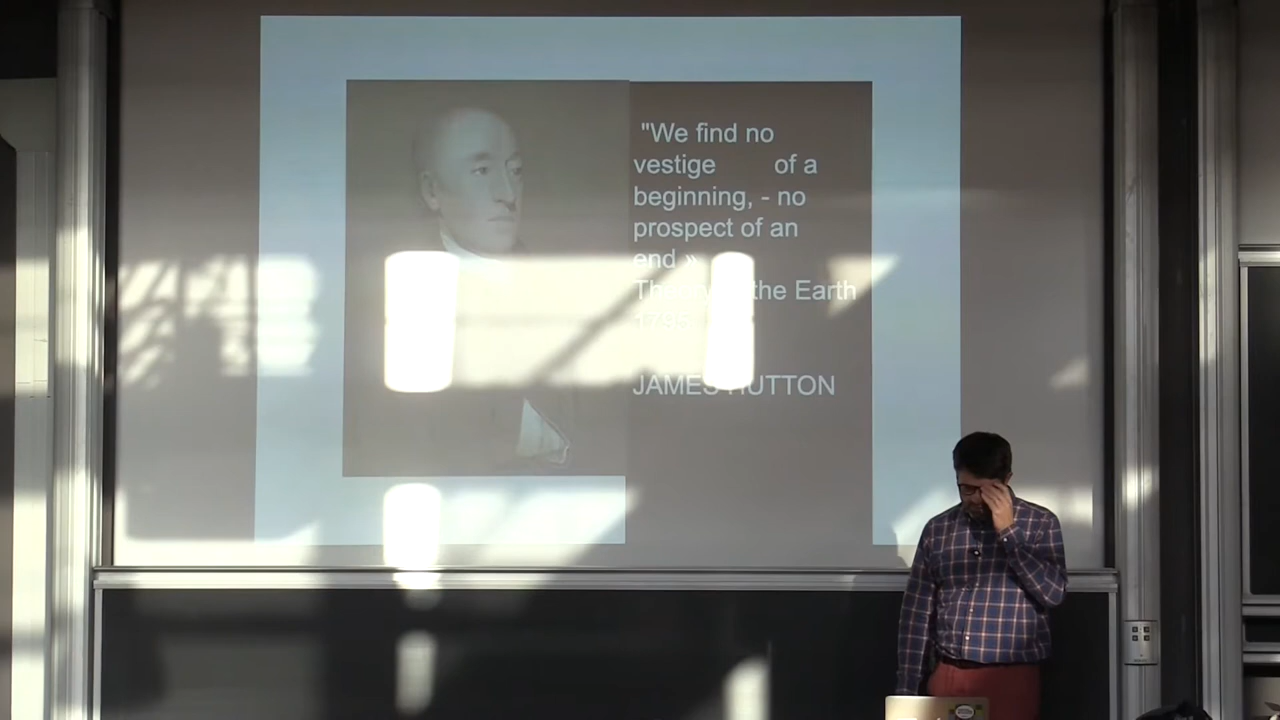 "We find no
vestige of a
beginning, - no
prospect of an
end »
the Earth
JAMES HUTTON